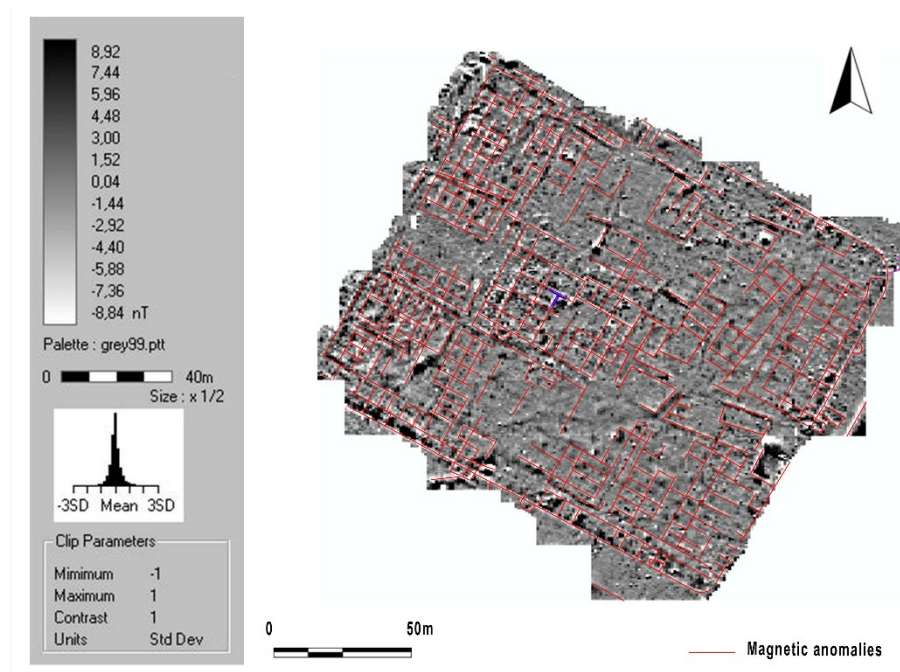 8,92
7,44
5,96
4,48
3,00
1,52
0,04
-1,44
-2,92
-4,40
-5,88
-7,36
-8,84 nT
Palette : grey99.ptt
0 40m
Size : x 1/2
-3SD Mean 3SD
Clip Parameters
Mimimum -1
Maximum 1
Contrast 1
Units Std Dev
0 50m
Magnetic anomalies